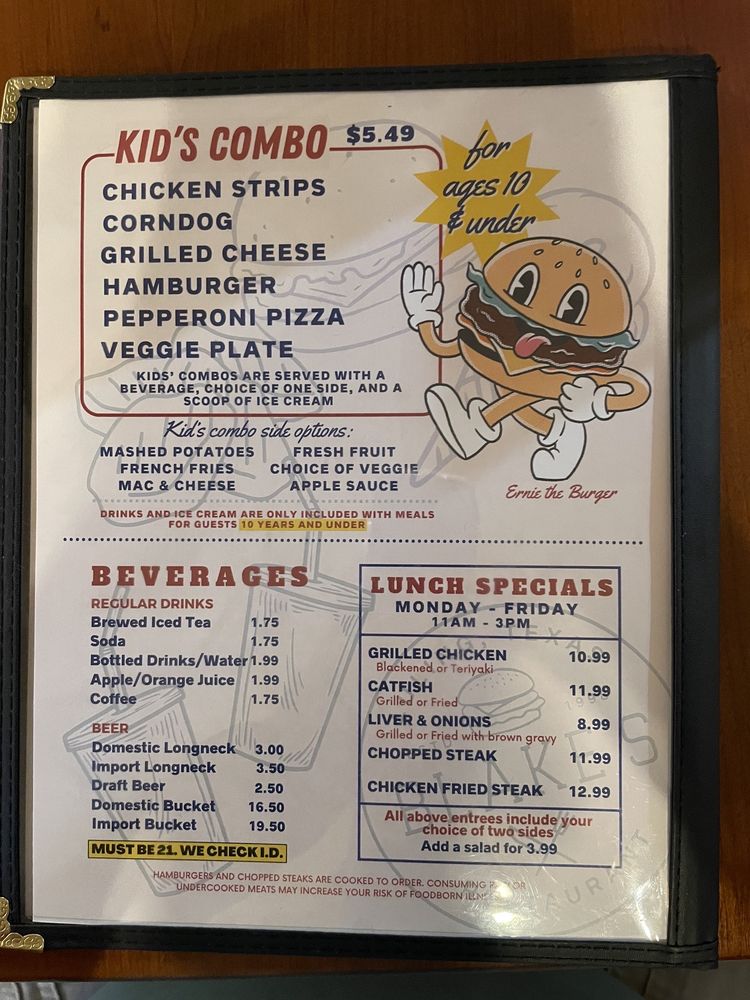 KID'S COMBO $5.49
for
ages 10
& under
CHICKEN STRIPS
CORNDOG
GRILLED CHEESE
HAMBURGER
PEPPERONI PIZZA
VEGGIE PLATE
KIDS' COMBOS ARE SERVED WITH A
BEVERAGE, CHOICE OF ONE SIDE, AND A
SCOOP OF ICE CREAM
Kid's combo side options:
MASHED POTATOES FRESH FRUIT
FRENCH FRIES CHOICE OF VEGGIE
MAC & CHEESE APPLE SAUCE
Ernie the Burger
DRINKS AND ICE CREAM ARE ONLY INCLUDED WITH MEALS
FOR GUESTS 10 YEARS AND UNDER
BEVERAGES
REGULAR DRINKS
Brewed Iced Tea 1.75
Soda 1.75
Bottled Drinks/Water 1.99
Apple/Orange Juice 1.99
Coffee 1.75
BEER
Domestic Longneck 3.00
Import Longneck 3.50
Draft Beer 2.50
Domestic Bucket 16.50
Import Bucket 19.50
MUST BE 21. WE CHECK I.D.
LUNCH SPECIALS
MONDAY - FRIDAY
11AM - 3PM
GRILLED CHICKEN 10.99
Blackened or Teriyaki
CATFISH 11.99
Grilled or Fried
LIVER & ONIONS 8.99
Grilled or Fried with brown gravy
CHOPPED STEAK 11.99
CHICKEN FRIED STEAK 12.99
All above entrees include your
choice of two sides
Add a salad for 3.99
TEXAS
1995
BLAKE'S
HAMBURGERS AND CHOPPED STEAKS ARE COOKED TO ORDER. CONSUMING OR
UNDERCOOKED MEATS MAY INCREASE YOUR RISK OF FOODBORN